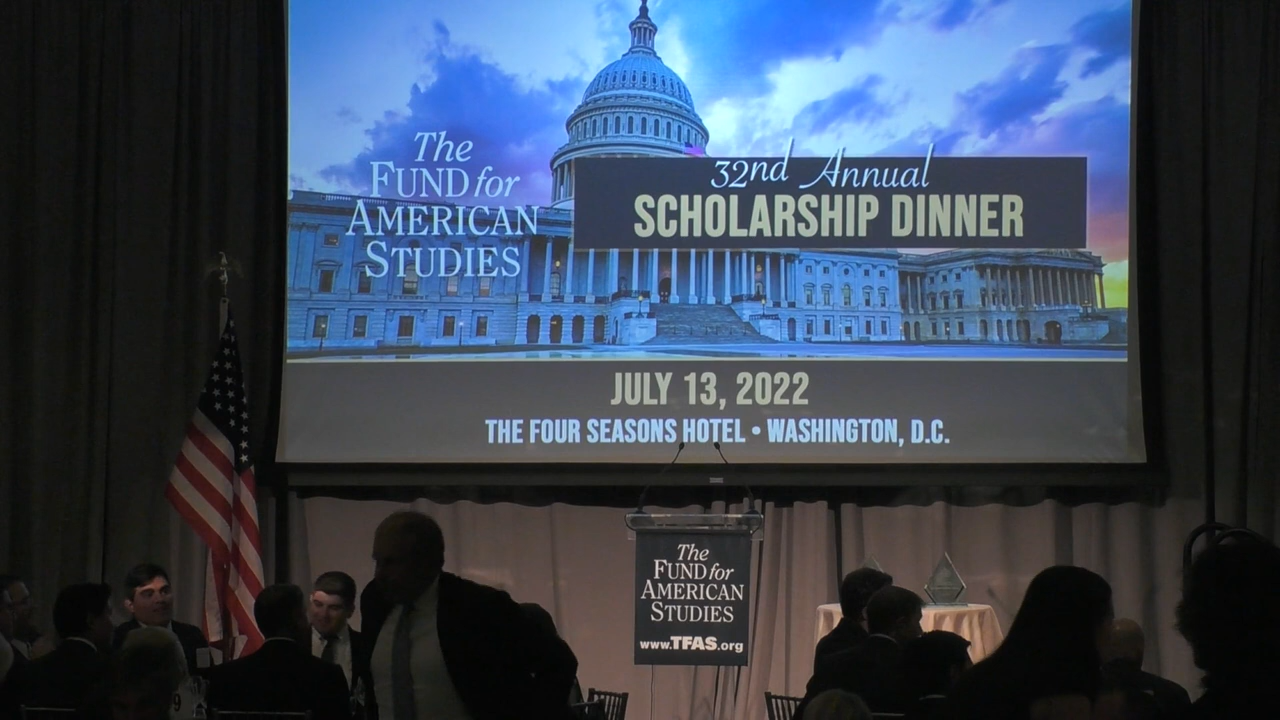 The
FUND for
AMERICAN
STUDIES
32nd Annual
SCHOLARSHIP DINNER
JULY 13, 2022
THE FOUR SEASONS HOTEL • WASHINGTON, D.C.
The
FUND for
AMERICAN
STUDIES
www.TFAS.org
9